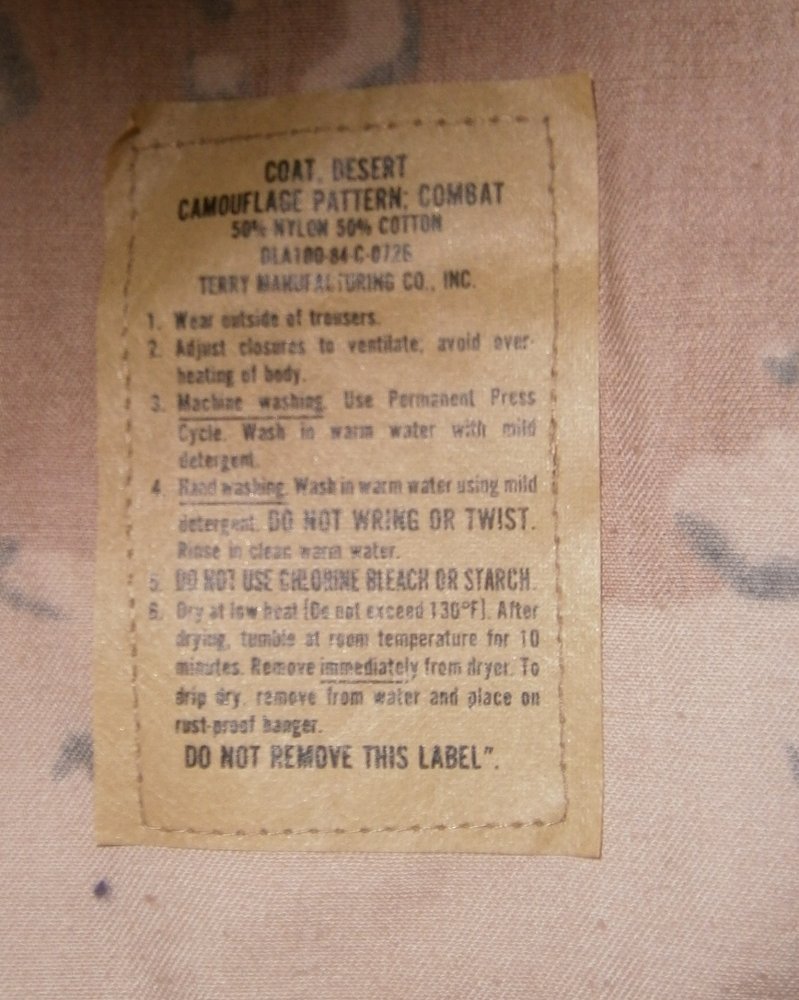 COAT, DESERT
CAMOUFLAGE PATTERN: COMBAT
50% NYLON 50% COTTON
DLA100-84-C-0726
TERRY MANUFACTURING CO., INC.
1. Wear outside of trousers.
2. Adjust closures to ventilate, avoid over-
heating of body.
3. Machine washing. Use Permanent Press
Cycle. Wash in warm water with mild
detergent.
4. Hand washing. Wash in warm water using mild
detergent. DO NOT WRING OR TWIST.
Rinse in clean warm water.
5. DO NOT USE CHLORINE BLEACH OR STARCH.
6. Dry at low heat (Do not exceed 130°F). After
drying, tumble at room temperature for 10
minutes. Remove immediately from dryer. To
drip dry, remove from water and place on
rust-proof hanger.
DO NOT REMOVE THIS LABEL”.